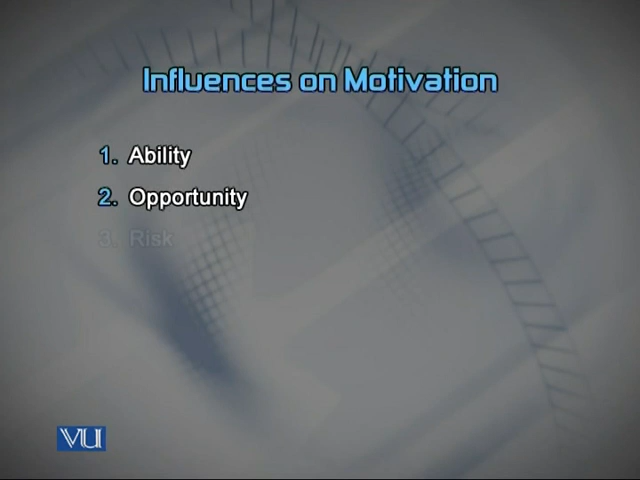 Influences on Motivation
1. Ability
2. Opportunity
3. Risk
VU